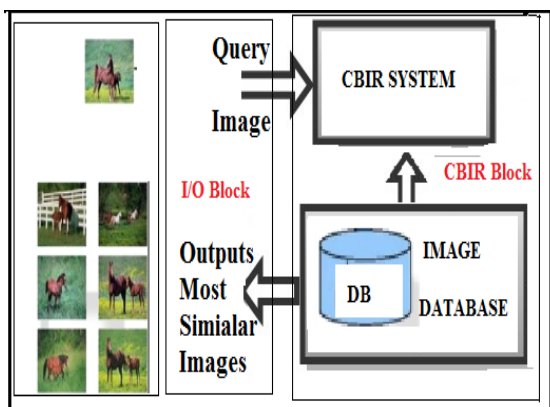 Query
Image
CBIR SYSTEM
I/O Block
CBIR Block
Outputs
Most
Simialar
Images
DB
IMAGE
DATABASE